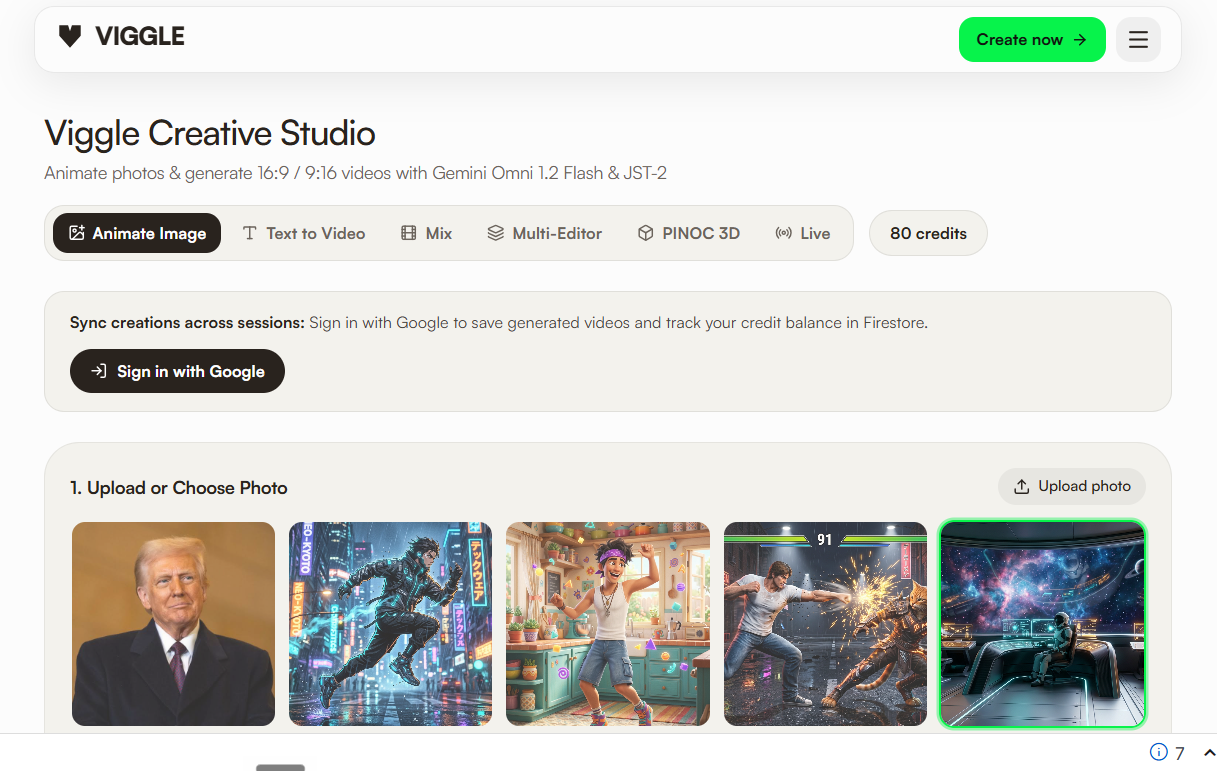 VIGGLE
Create now
Viggle Creative Studio
Animate photos & generate 16:9 / 9:16 videos with Gemini Omni 1.2 Flash & JST-2
Animate Image
Text to Video
Mix
Multi-Editor
PINOC 3D
Live
80 credits
Sync creations across sessions: Sign in with Google to save generated videos and track your credit balance in Firestore.
Sign in with Google
1. Upload or Choose Photo
Upload photo
91
7